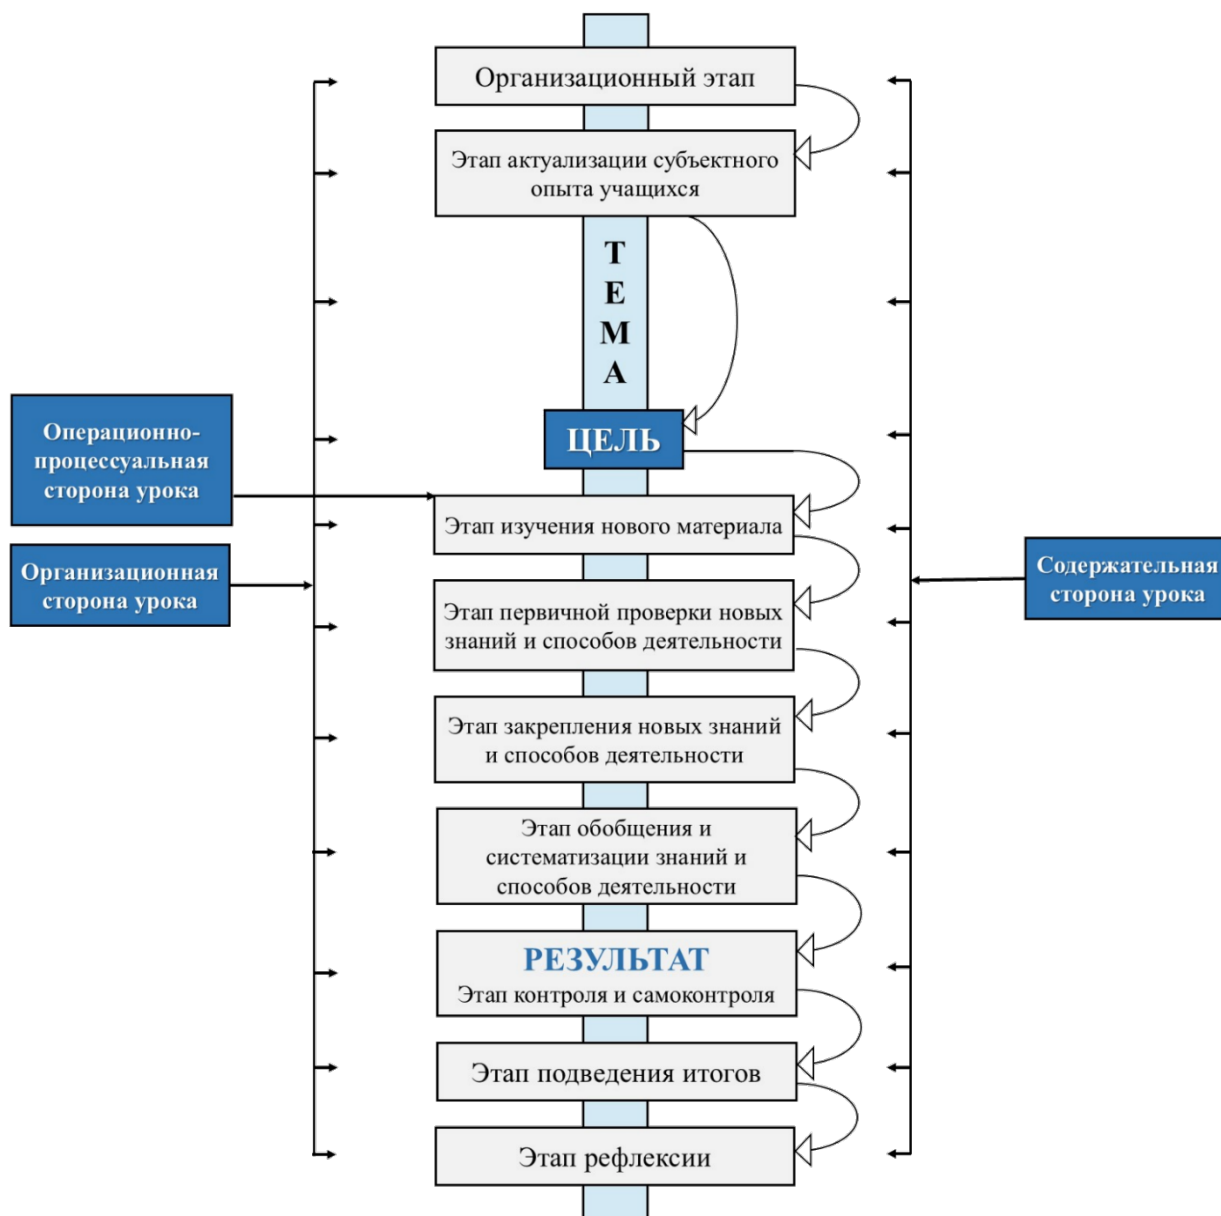 Организационный этап
Этап актуализации субъектного
опыта учащихся
Т
Е
М
А
ЦЕЛЬ
Операционно-
процессуальная
сторона урока
Организационная
сторона урока
Содержательная
сторона урока
Этап изучения нового материала
Этап первичной проверки новых
знаний и способов деятельности
Этап закрепления новых знаний
и способов деятельности
Этап обобщения и
систематизации знаний и
способов деятельности
РЕЗУЛЬТАТ
Этап контроля и самоконтроля
Этап подведения итогов
Этап рефлексии